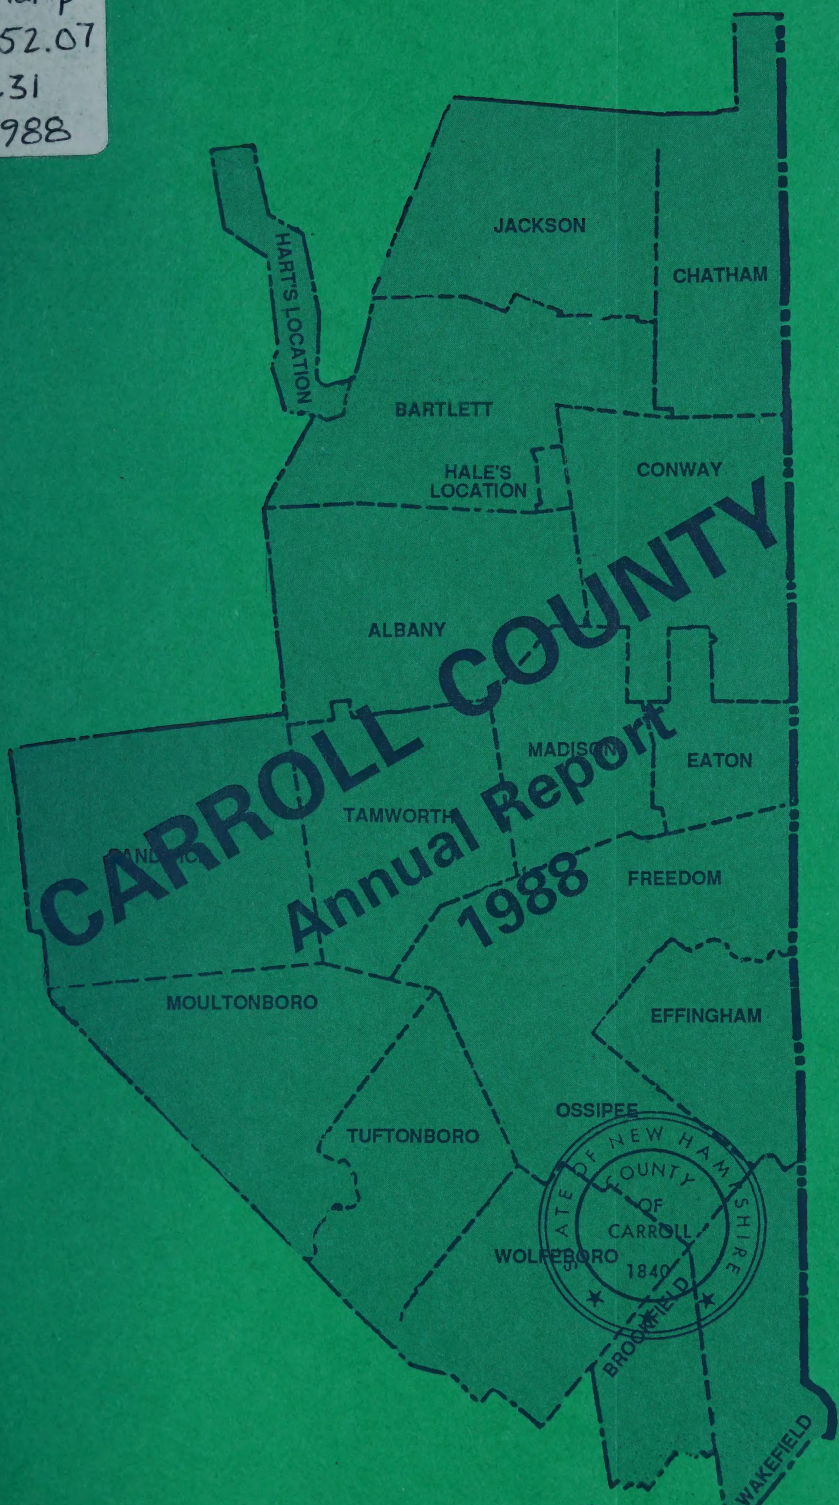 52.07
31
988
JACKSON
CHATHAM
HART'S LOCATION
BARTLETT
HALE'S
LOCATION
CONWAY
ALBANY
CARROLL COUNTY
MADISON
EATON
TAMWORTH
Annual Report
1988
FREEDOM
MOULTONBORO
EFFINGHAM
OSSIPEE
TUFTONBORO
STATE OF NEW HAMPSHIRE
COUNTY
OF
CARROLL
1840
WOLFEBORO
BROOKFIELD
WAKEFIELD